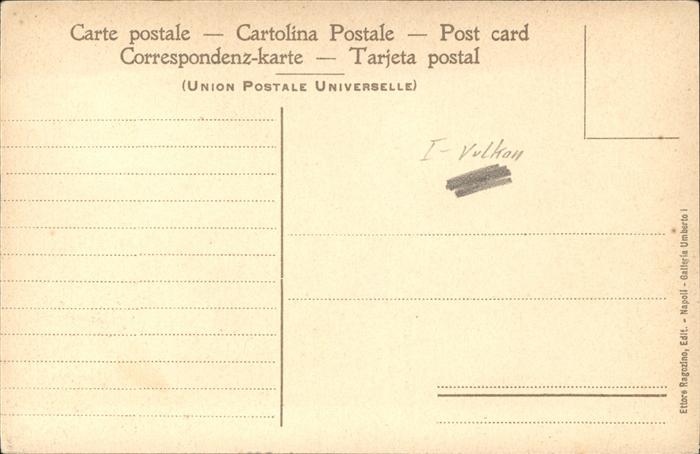 Carte postale — Cartolina Postale — Post card
Correspondenz-karte — Tarjeta postal
(UNION POSTALE UNIVERSELLE)
I - Vulkan
Ettore Ragozino, Edit. - Napoli - Galleria Umberto I